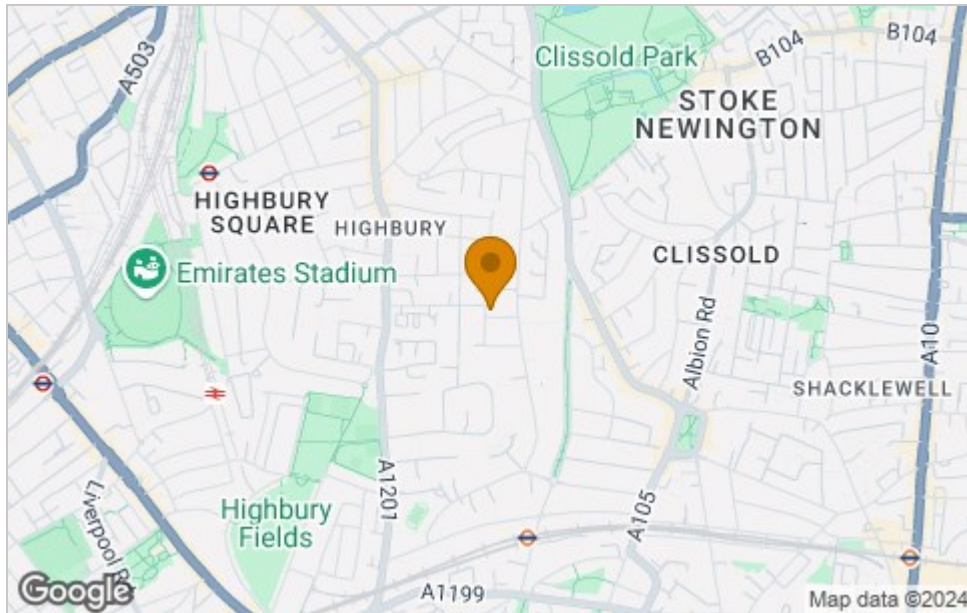 A503
Clissold Park
B104
B104
STOKE
NEWINGTON
HIGHBURY
SQUARE
HIGHBURY
CLISSOLD
Emirates Stadium
Albion Rd
A10
SHACKLEWELL
A1201
Highbury
Fields
Liverpool Rd
A105
A1199
Google
Map data ©2024